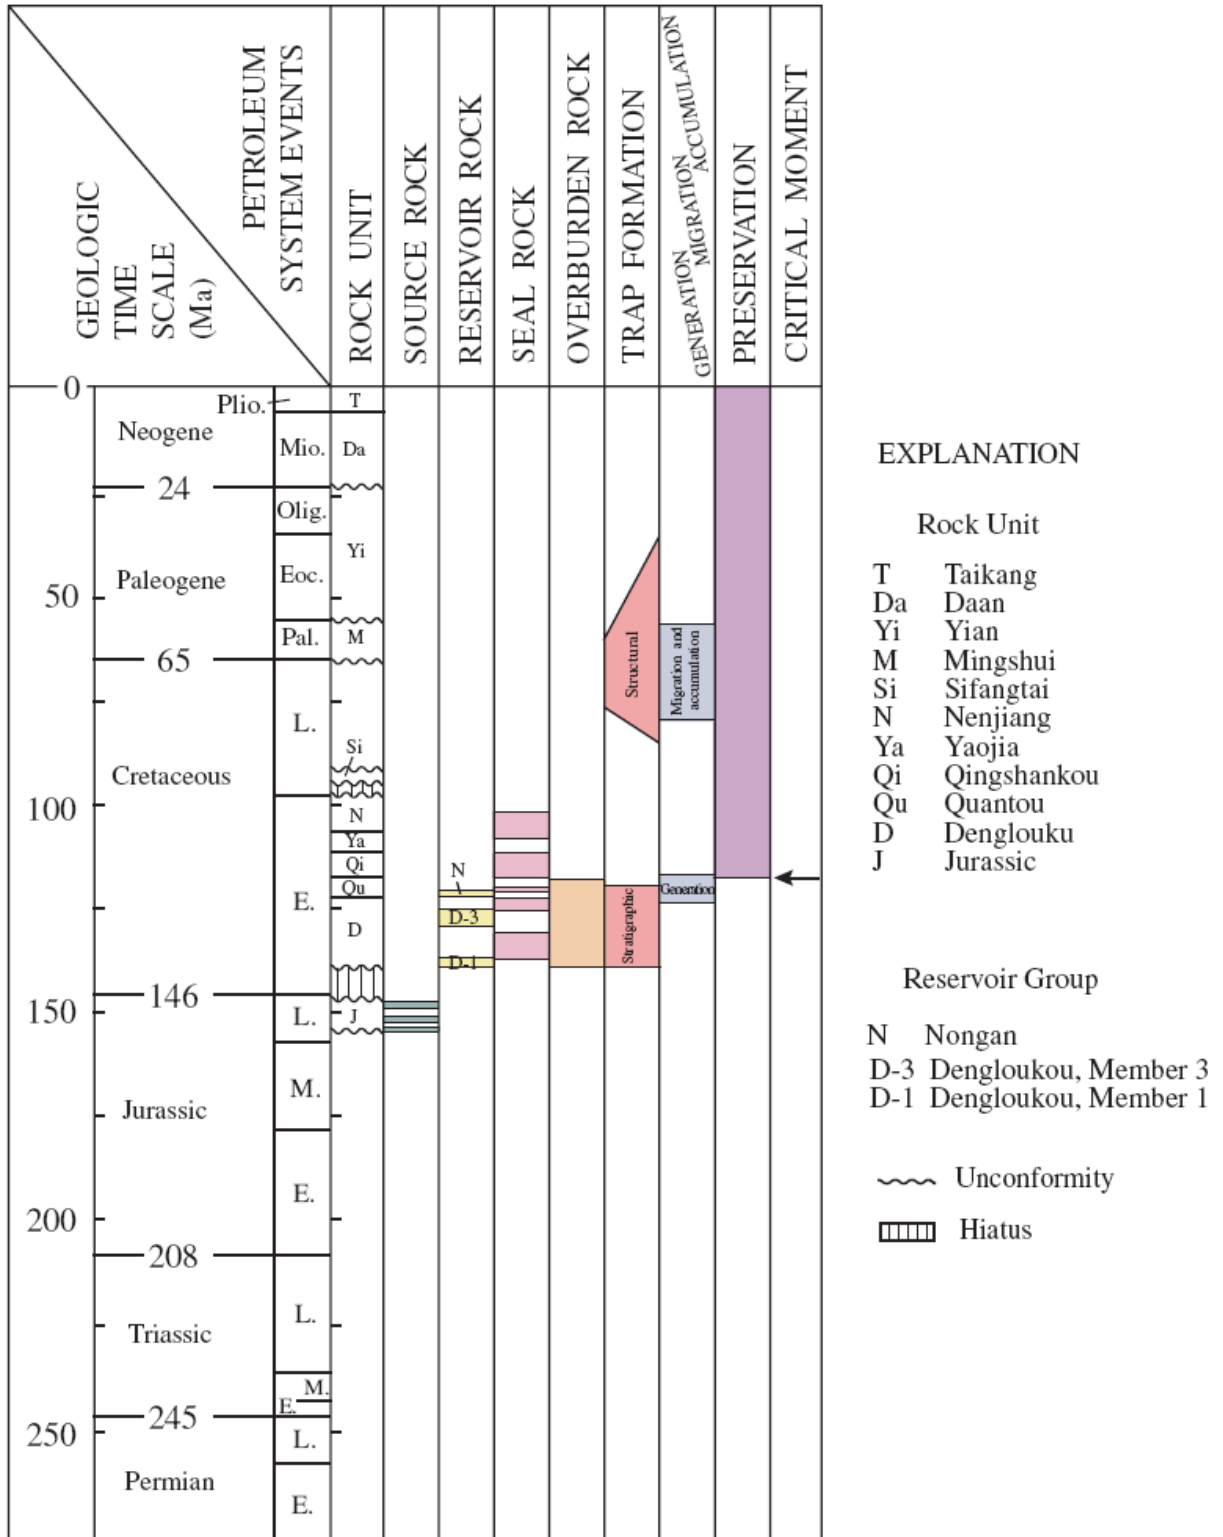 GEOLOGIC
TIME
SCALE
(Ma)
PETROLEUM
SYSTEM EVENTS
ROCK UNIT
SOURCE ROCK
RESERVOIR ROCK
SEAL ROCK
OVERBURDEN ROCK
TRAP FORMATION
GENERATION
MIGRATION
ACCUMULATION
PRESERVATION
CRITICAL MOMENT
0
Plio.
T
Neogene
Mio.
Da
24
Olig.
Yi
Paleogene
Eoc.
50
Pal.
M
65
L.
Si
Cretaceous
100
N
Ya
Qi
Qu
E.
D
146
150
L.
J
M.
Jurassic
E.
200
208
L.
Triassic
M.
E.
245
250
L.
Permian
E.
N
D-3
D-1
Structural
Stratigraphic
Migration and
accumulation
Generation
EXPLANATION
Rock Unit
T Taikang
Da Daan
Yi Yian
M Mingshui
Si Sifangtai
N Nenjiang
Ya Yaojia
Qi Qingshankou
Qu Quantou
D Denglouku
J Jurassic
Reservoir Group
N Nongan
D-3 Dengloukou, Member 3
D-1 Dengloukou, Member 1
Unconformity
Hiatus